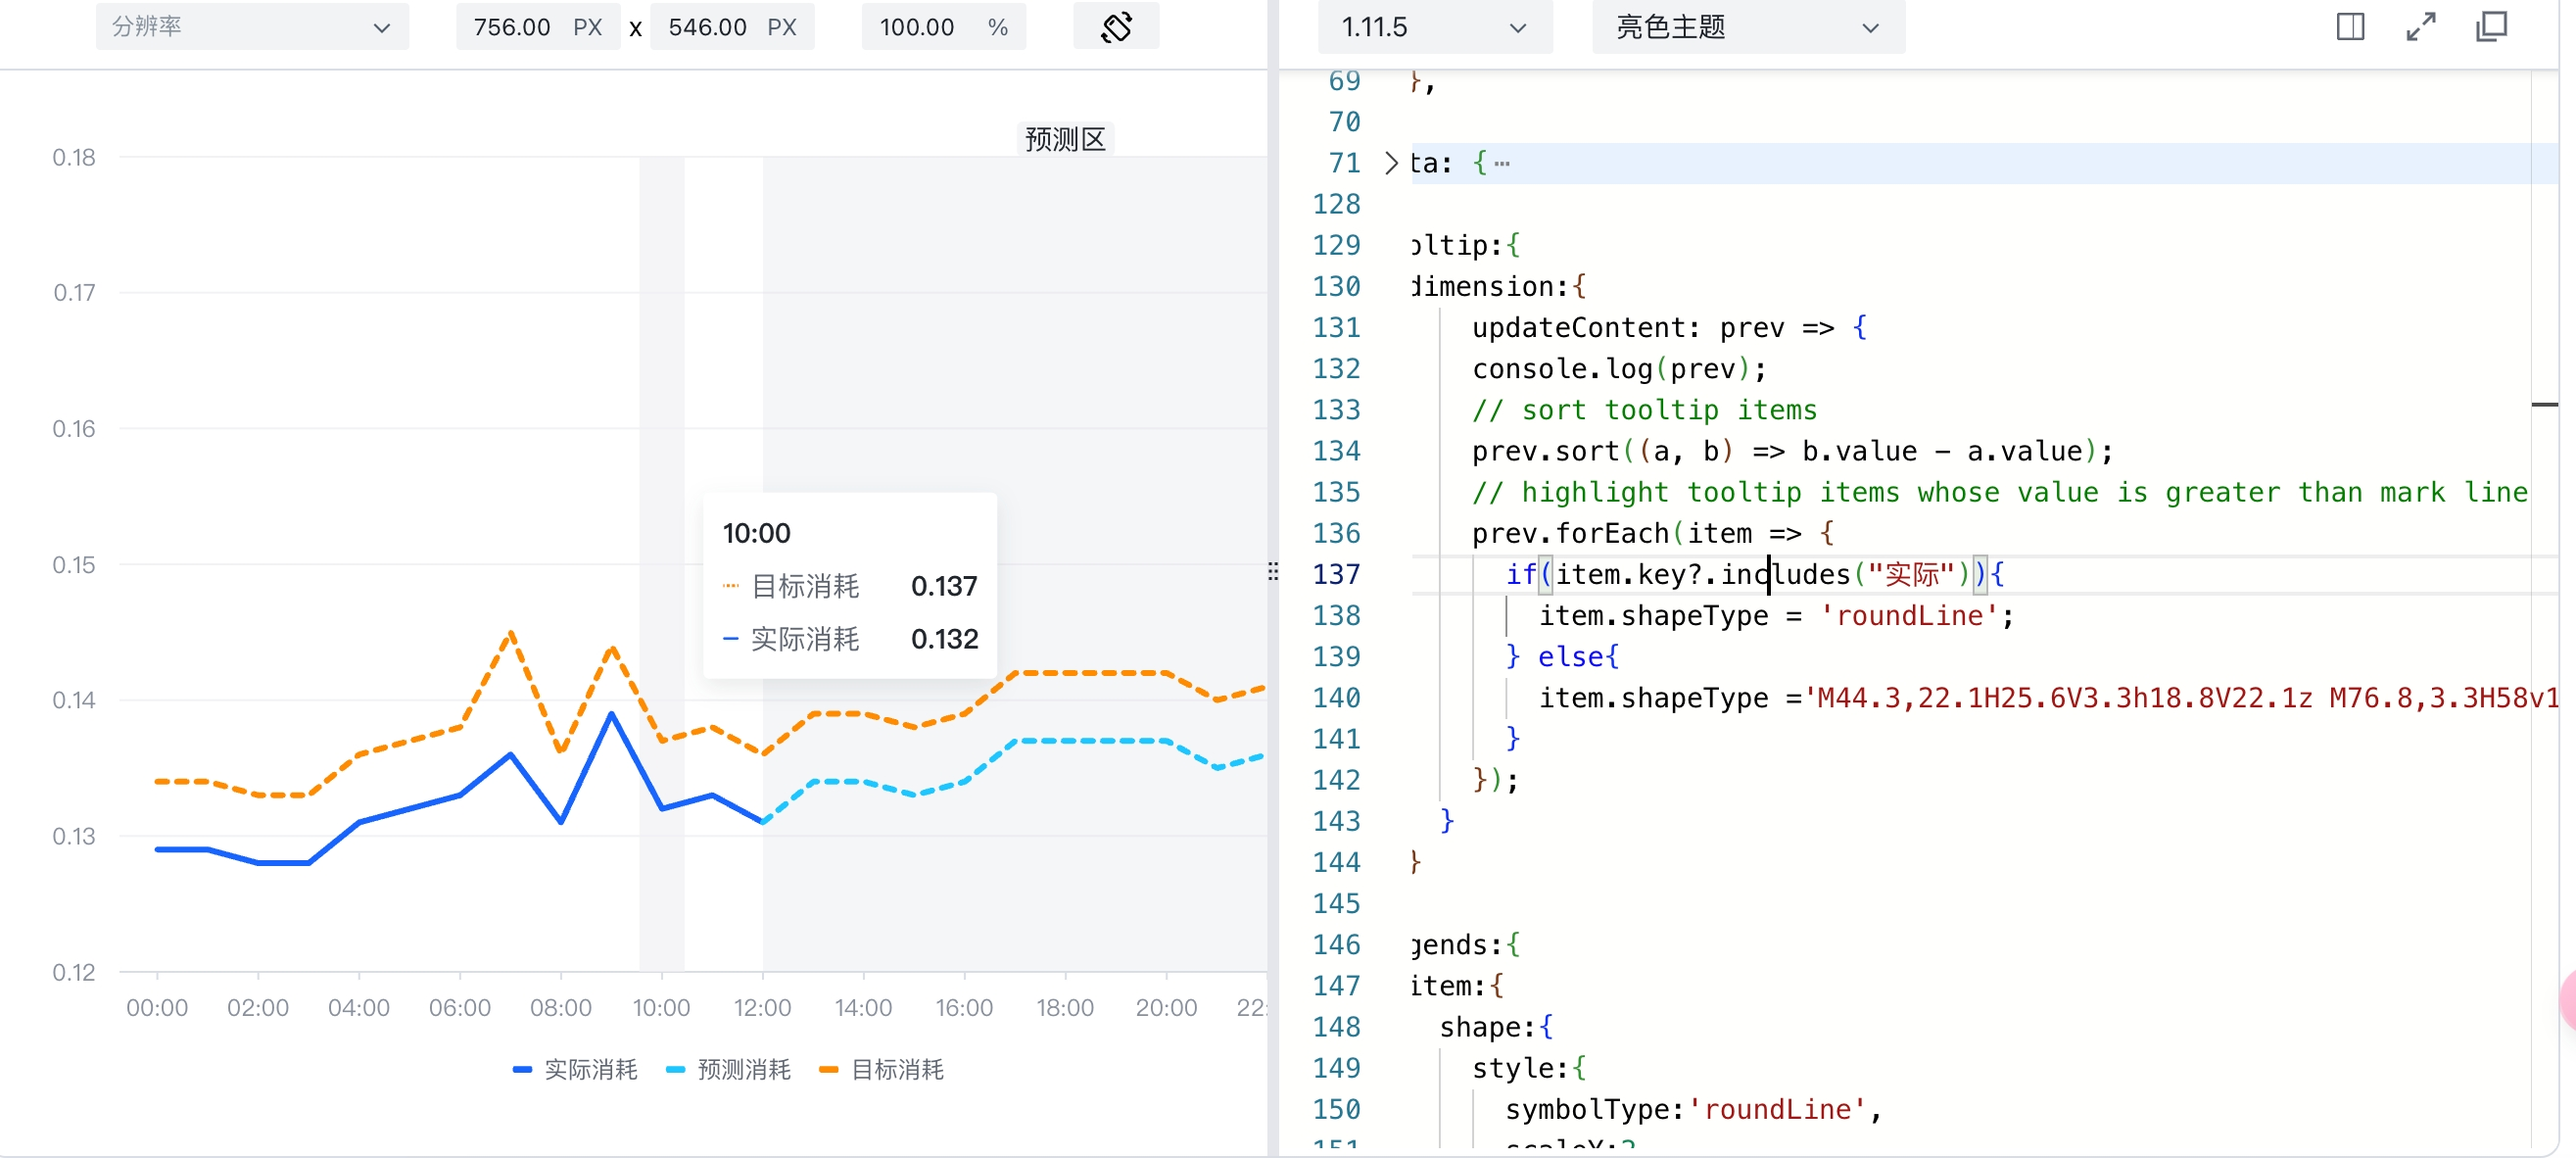 分辨率 756.00 PX x 546.00 PX 100.00 %
预测区
0.18
0.17
0.16
0.15
0.14
0.13
0.12
10:00
目标消耗 0.137
实际消耗 0.132
00:00 02:00 04:00 06:00 08:00 10:00 12:00 14:00 16:00 18:00 20:00 22:
实际消耗 预测消耗 目标消耗
1.11.5 亮色主题
69 },
70
71 ta: {⋯
128
129 oltip:{
130 dimension:{
131 updateContent: prev => {
132 console.log(prev);
133 // sort tooltip items
134 prev.sort((a, b) => b.value - a.value);
135 // highlight tooltip items whose value is greater than mark line
136 prev.forEach(item => {
137 if(item.key?.includes("实际")){
138 item.shapeType = 'roundLine';
139 } else{
140 item.shapeType ='M44.3,22.1H25.6V3.3h18.8V22.1z M76.8,3.3H58v1
141 }
142 });
143 }
144 }
145
146 gends:{
147 item:{
148 shape:{
149 style:{
150 symbolType:'roundLine',
151 scaleY:2